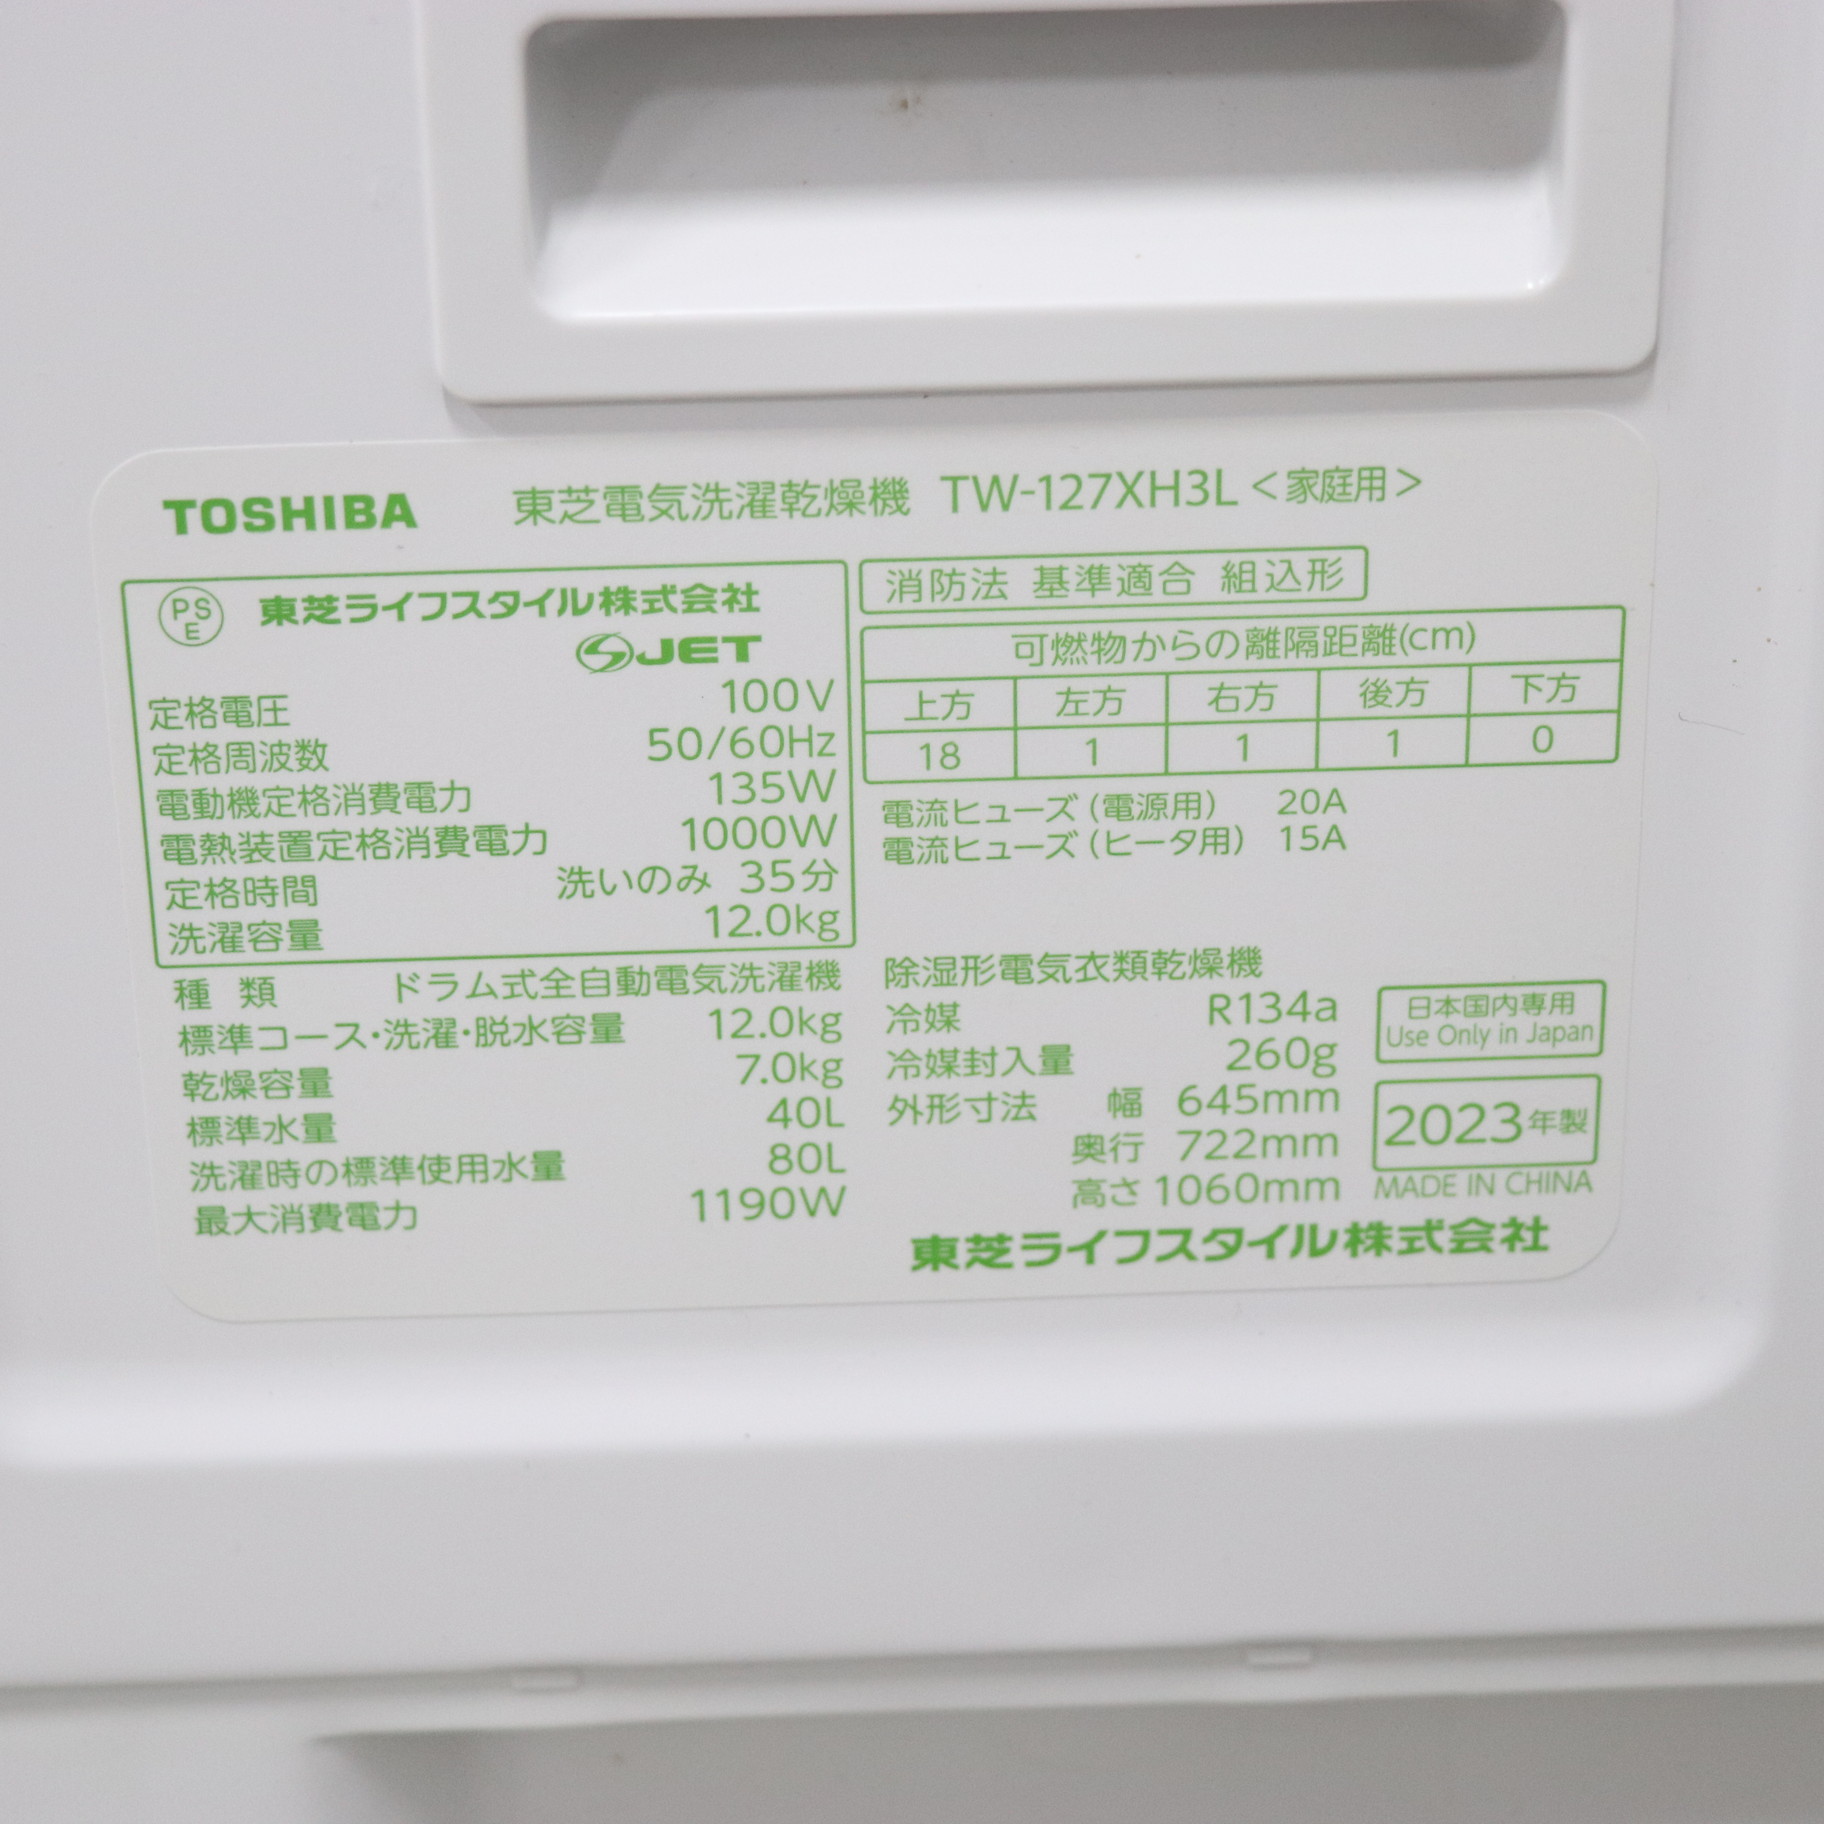 TOSHIBA 東芝電気洗濯乾燥機 TW-127XH3L <家庭用>
PSE 東芝ライフスタイル株式会社
JET
定格電圧 100V
定格周波数 50/60Hz
電動機定格消費電力 135W
電熱装置定格消費電力 1000W
定格時間 洗いのみ 35分
洗濯容量 12.0kg
種 類 ドラム式全自動電気洗濯機
標準コース・洗濯・脱水容量 12.0kg
乾燥容量 7.0kg
標準水量 40L
洗濯時の標準使用水量 80L
最大消費電力 1190W
消防法 基準適合 組込形
可燃物からの離隔距離(cm)
上方 左方 右方 後方 下方
18 1 1 1 0
電流ヒューズ(電源用) 20A
電流ヒューズ(ヒータ用) 15A
除湿形電気衣類乾燥機
冷媒 R134a
冷媒封入量 260g
外形寸法 幅 645mm
奥行 722mm
高さ 1060mm
日本国内専用
Use Only in Japan
2023年製
MADE IN CHINA
東芝ライフスタイル株式会社